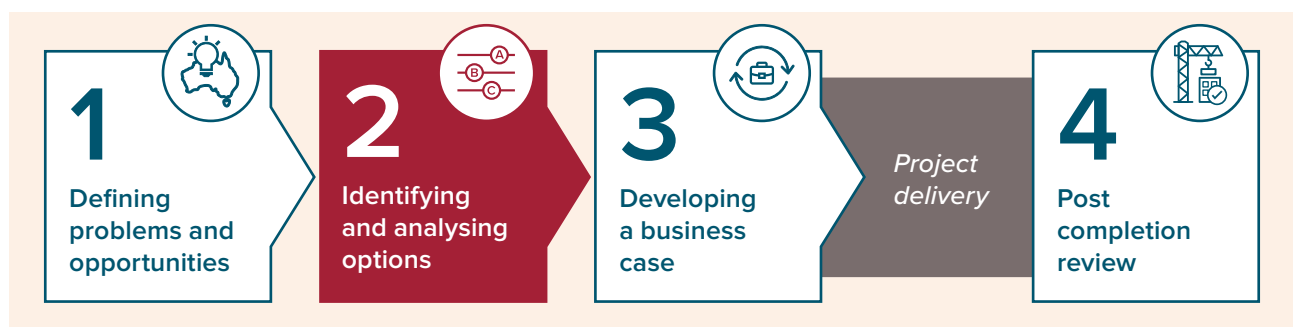 1
Defining
problems and
opportunities
A
B
C
2
Identifying
and analysing
options
3
Developing
a business
case
Project
delivery
4
Post
completion
review